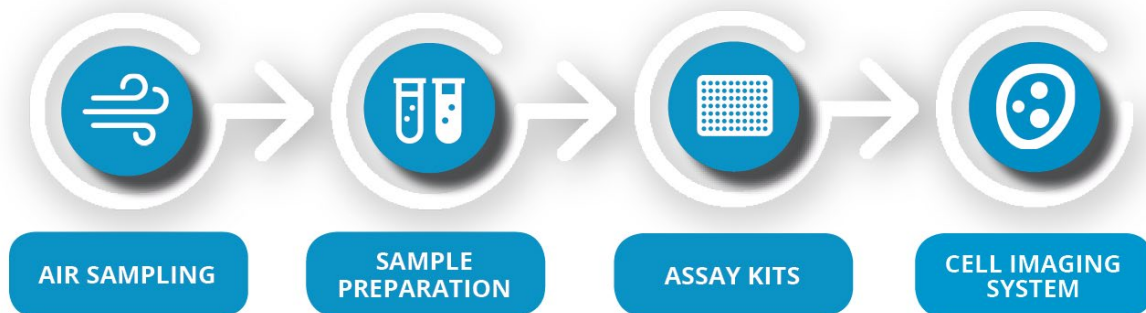 AIR SAMPLING
SAMPLE
PREPARATION
ASSAY KITS
CELL IMAGING
SYSTEM